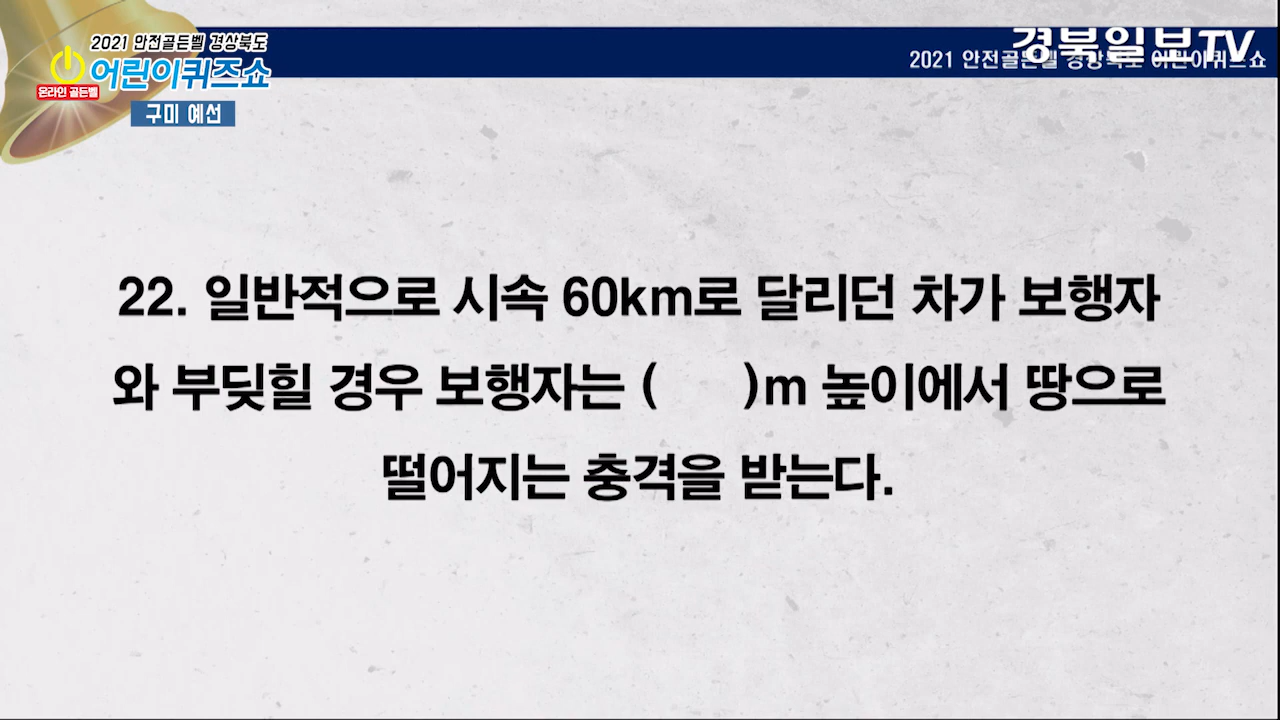 2021 안전골든벨 경상북도
어린이퀴즈쇼
온라인 골든벨
구미 예선
경북일보TV
2021 안전골든벨 경상북도 어린이퀴즈쇼
22. 일반적으로 시속 60km로 달리던 차가 보행자
와 부딪힐 경우 보행자는 (      )m 높이에서 땅으로
떨어지는 충격을 받는다.